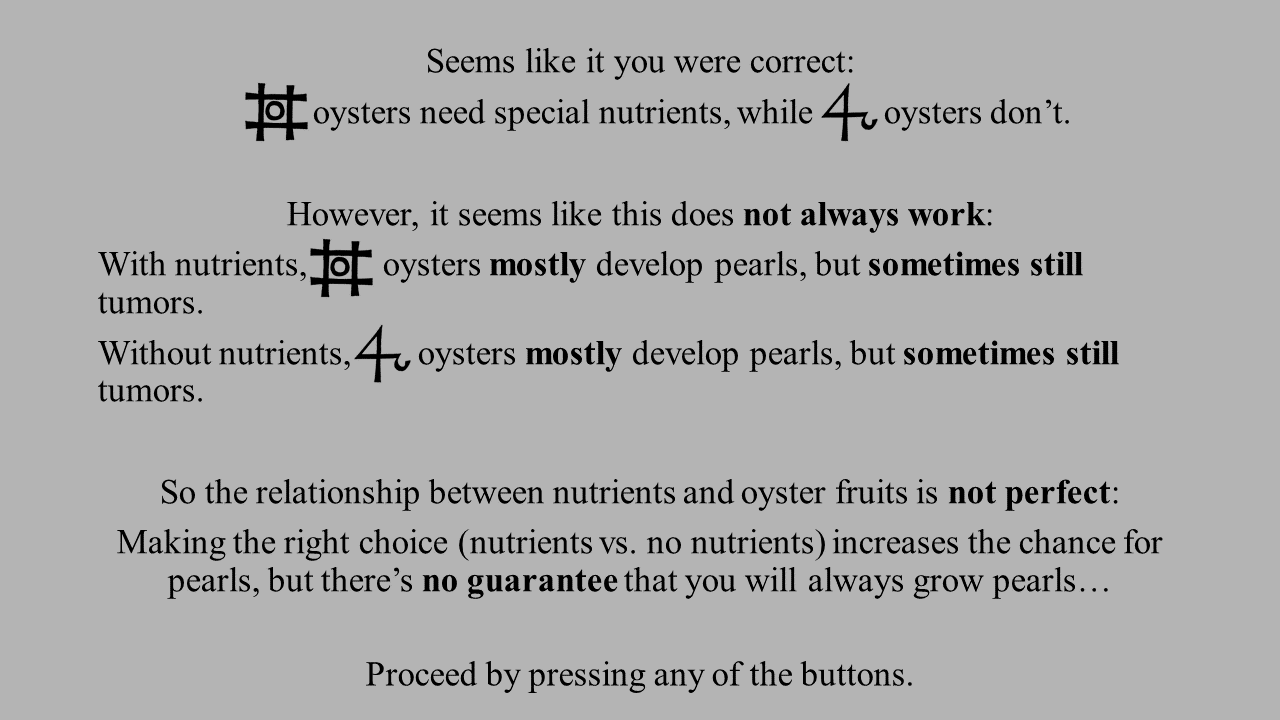 Seems like it you were correct:
oysters need special nutrients, while oysters don’t.
However, it seems like this does not always work:
With nutrients, oysters mostly develop pearls, but sometimes still
tumors.
Without nutrients, oysters mostly develop pearls, but sometimes still
tumors.
So the relationship between nutrients and oyster fruits is not perfect:
Making the right choice (nutrients vs. no nutrients) increases the chance for
pearls, but there’s no guarantee that you will always grow pearls…
Proceed by pressing any of the buttons.